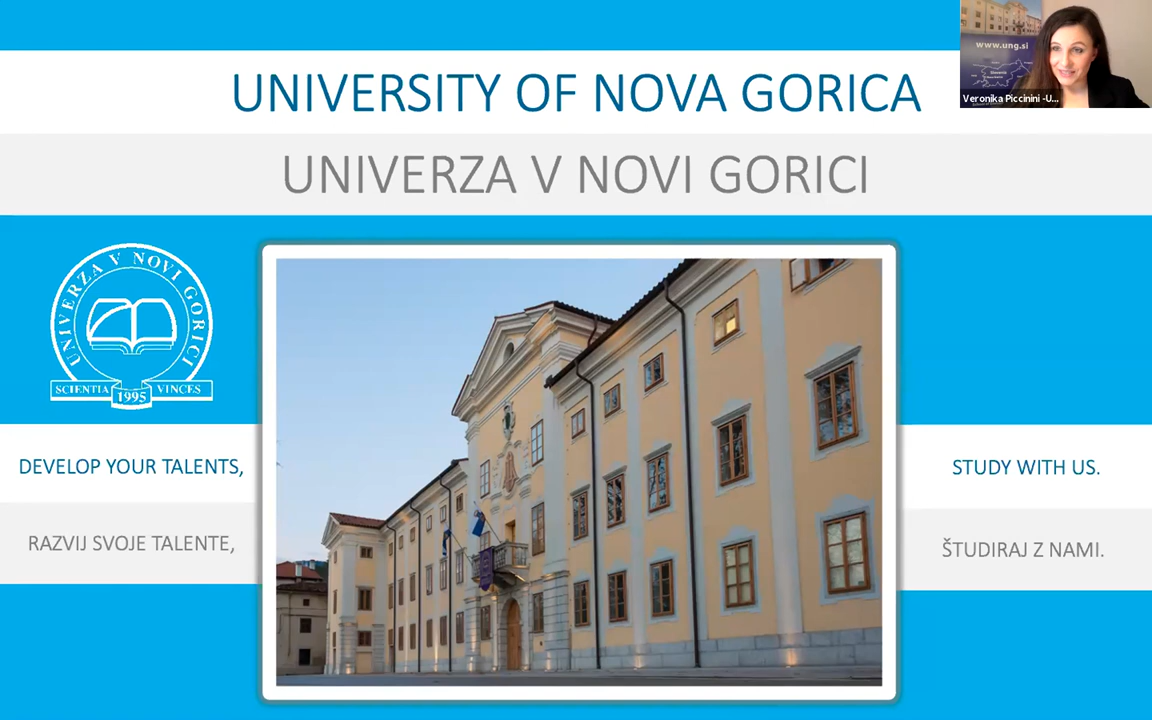 UNIVERSITY OF NOVA GORICA
UNIVERZA V NOVI GORICI
www.ung.si
Slovenia
Veronika Piccinini -U...
UNIVERZA V NOVI GORICI
SCIENTIA 1995 VINCES
DEVELOP YOUR TALENTS,
STUDY WITH US.
RAZVIJ SVOJE TALENTE,
ŠTUDIRAJ Z NAMI.